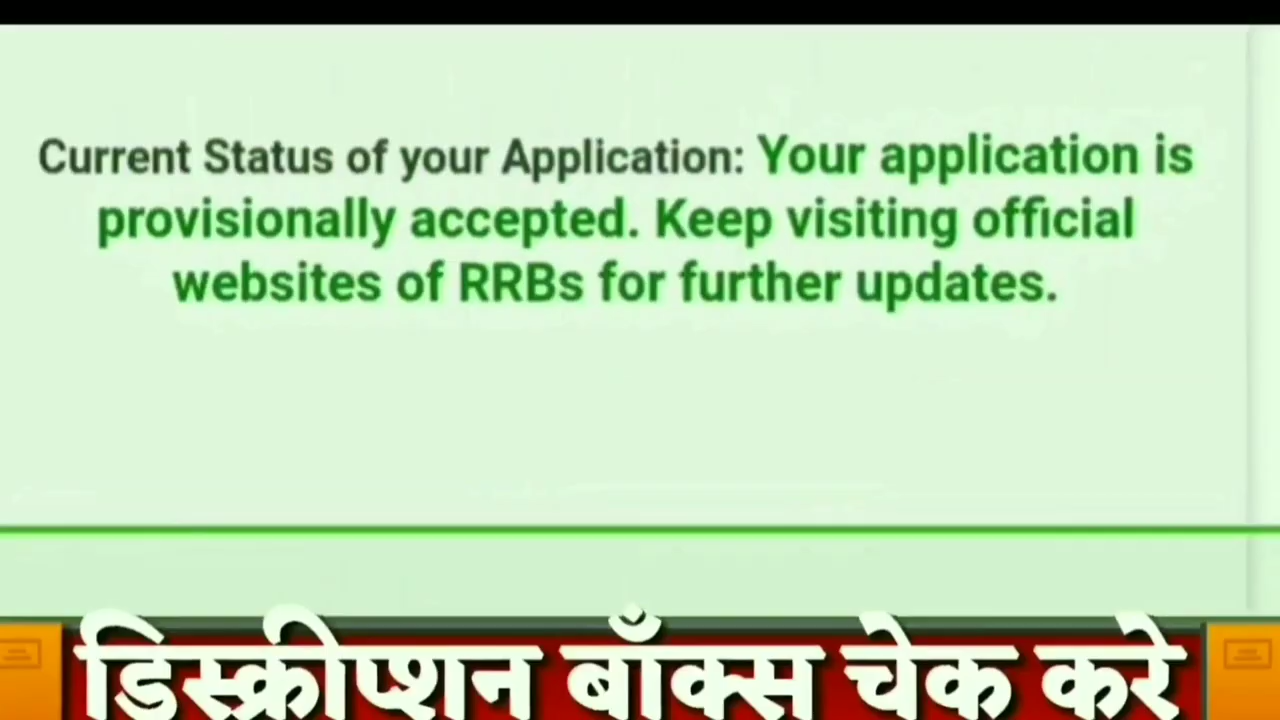 Current Status of your Application: Your application is
provisionally accepted. Keep visiting official
websites of RRBs for further updates.
डिस्क्रीप्शन बॉक्स चेक करे